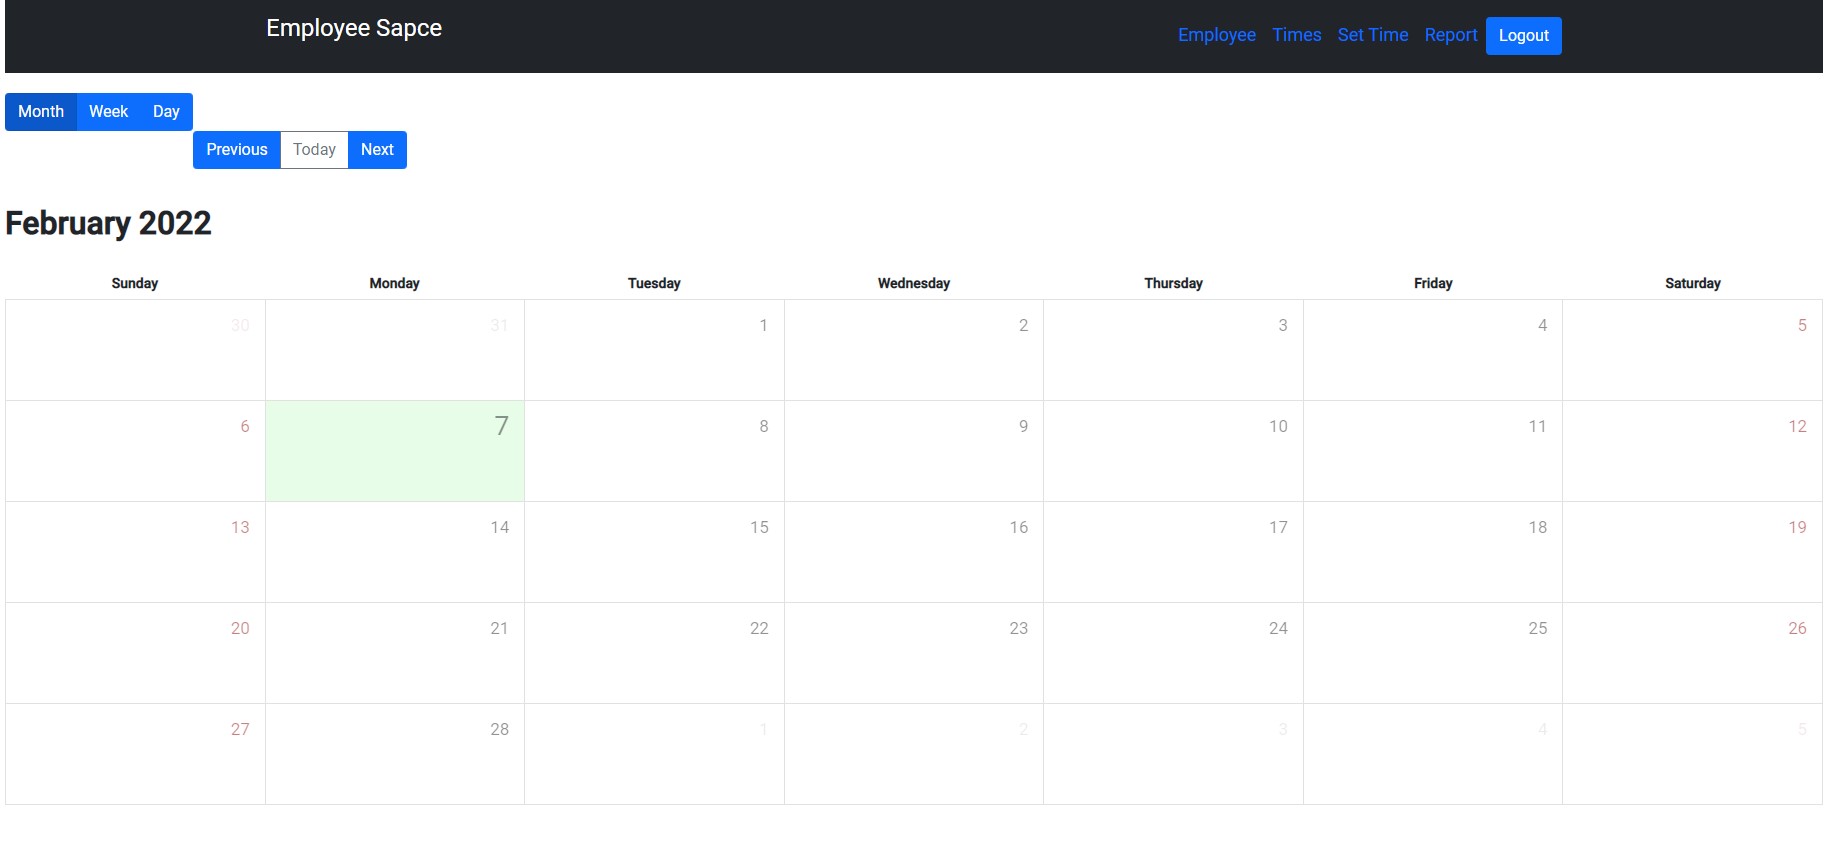 Employee Sapce Employee Times Set Time Report Logout
Month Week Day
Previous Today Next
February 2022
Sunday Monday Tuesday Wednesday Thursday Friday Saturday
30 31 1 2 3 4 5
6 7 8 9 10 11 12
13 14 15 16 17 18 19
20 21 22 23 24 25 26
27 28 1 2 3 4 5